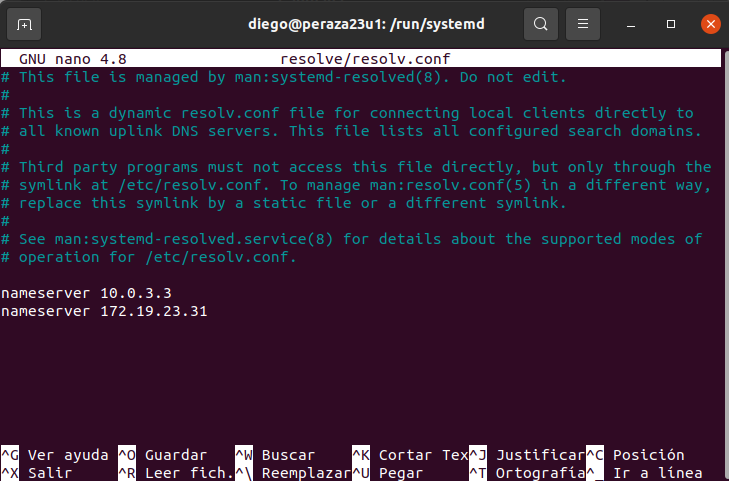 diego@peraza23u1: /run/systemd
GNU nano 4.8 resolve/resolv.conf
# This file is managed by man:systemd-resolved(8). Do not edit.
#
# This is a dynamic resolv.conf file for connecting local clients directly to
# all known uplink DNS servers. This file lists all configured search domains.
#
# Third party programs must not access this file directly, but only through the
# symlink at /etc/resolv.conf. To manage man:resolv.conf(5) in a different way,
# replace this symlink by a static file or a different symlink.
#
# See man:systemd-resolved.service(8) for details about the supported modes of
# operation for /etc/resolv.conf.
nameserver 10.0.3.3
nameserver 172.19.23.31
^G Ver ayuda ^O Guardar ^W Buscar ^K Cortar Tex^J Justificar^C Posición
^X Salir ^R Leer fich.^\ Reemplazar^U Pegar ^T Ortografía^_ Ir a línea